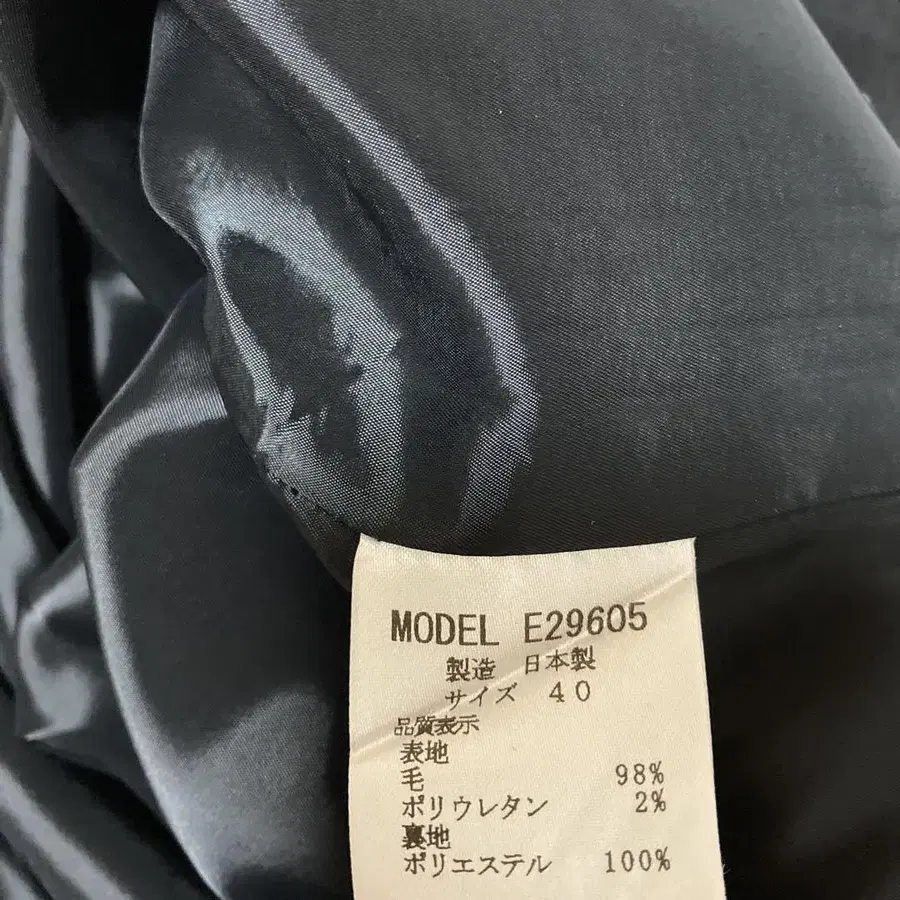 MODEL E29605
製造 日本製
サイズ 40
品質表示
表地
毛 98%
ポリウレタン 2%
裏地
ポリエステル 100%